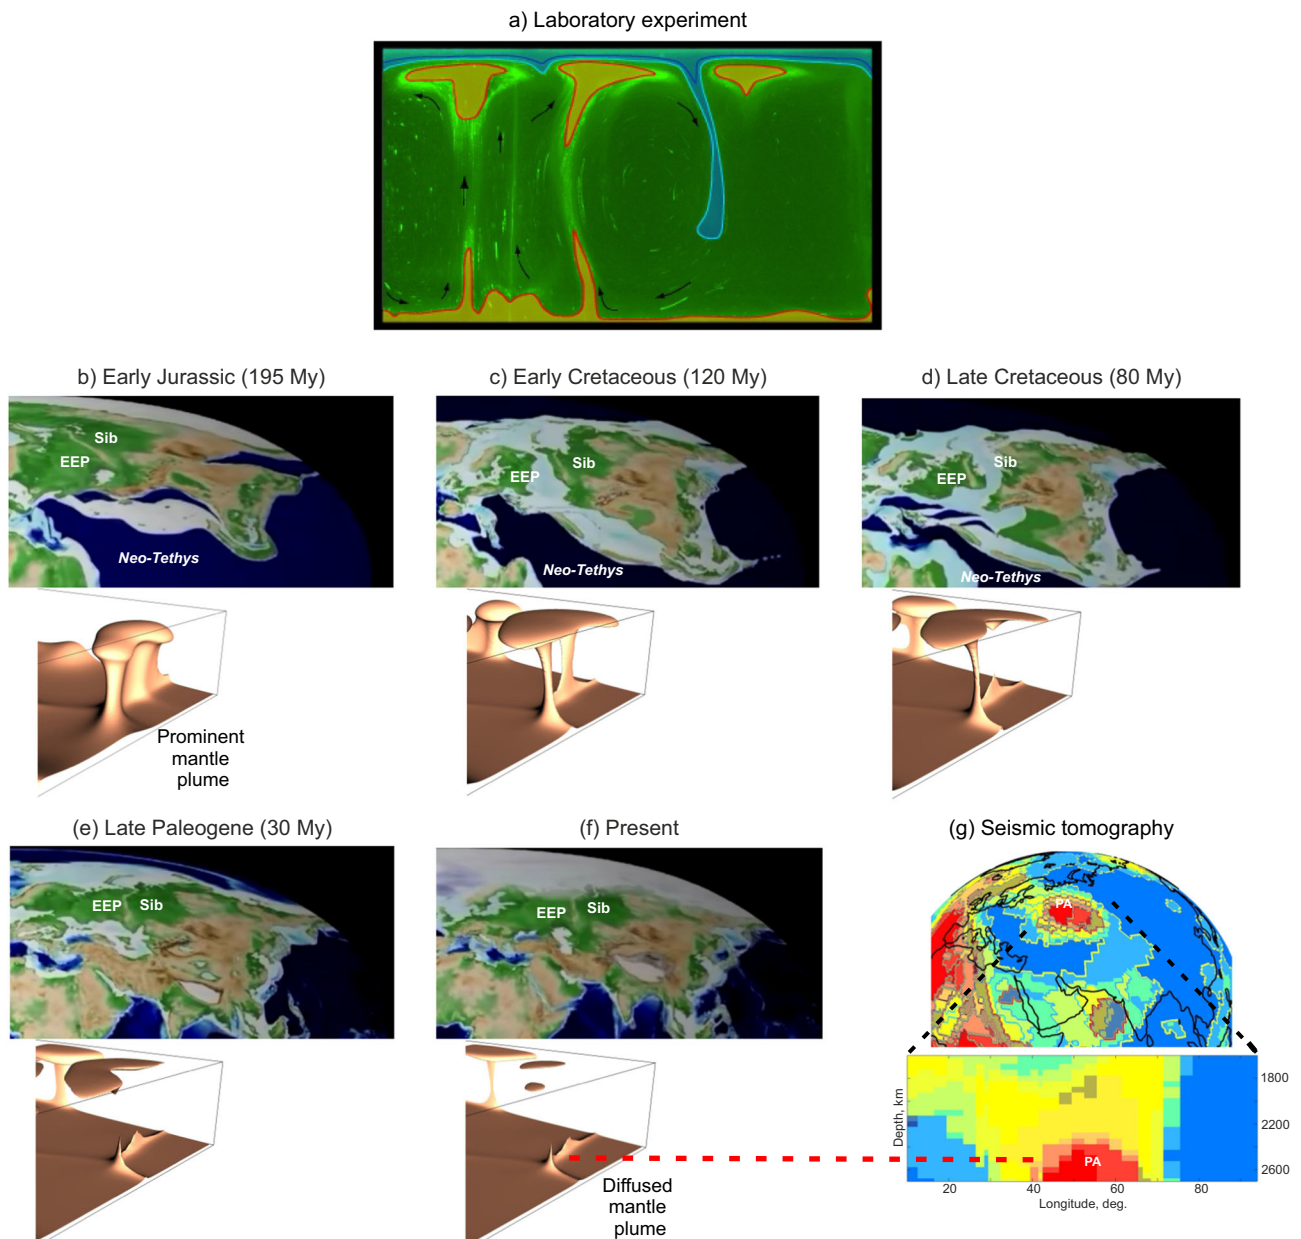 a) Laboratory experiment
b) Early Jurassic (195 My)
c) Early Cretaceous (120 My)
d) Late Cretaceous (80 My)
Sib
EEP
Neo-Tethys
Sib
EEP
Neo-Tethys
Sib
EEP
Neo-Tethys
Prominent
mantle
plume
(e) Late Paleogene (30 My)
(f) Present
(g) Seismic tomography
EEP
Sib
EEP
Sib
PA
Depth, km
1800
2200
2600
PA
20
40
60
80
Longitude, deg.
Diffused
mantle
plume